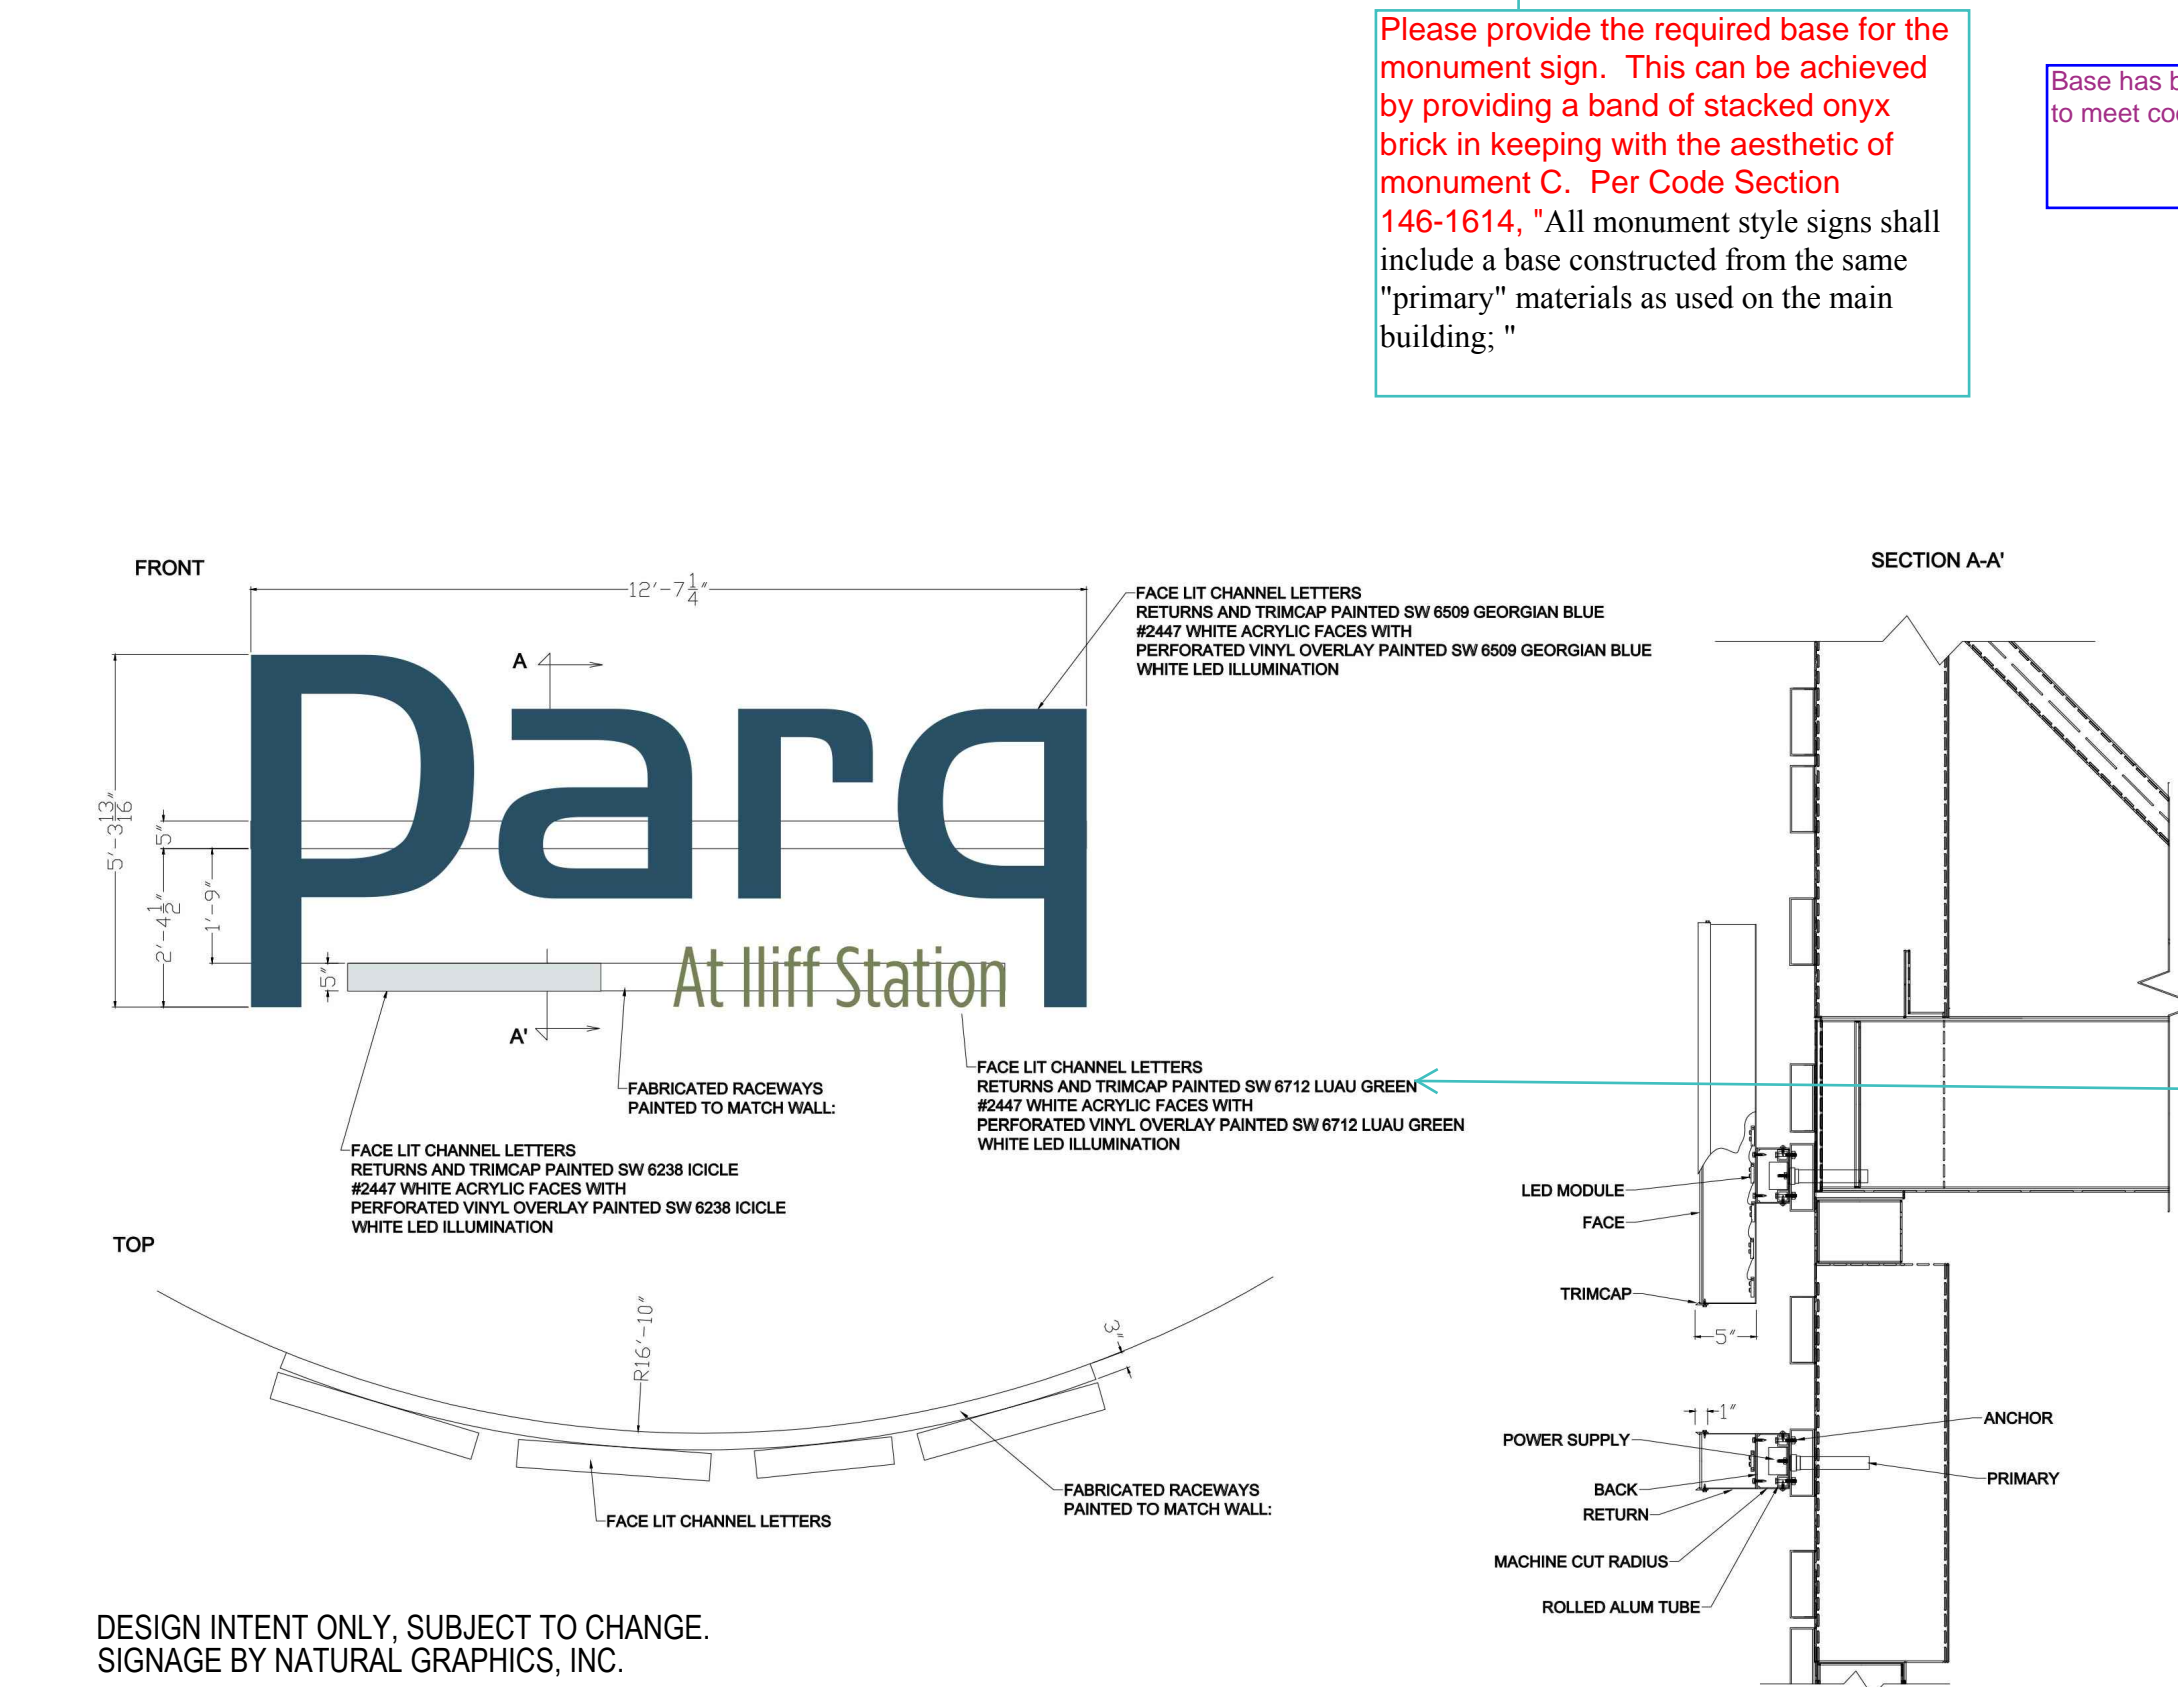 Please provide the required base for the
monument sign.  This can be achieved
by providing a band of stacked onyx
brick in keeping with the aesthetic of
monument C.  Per Code Section
146-1614, "All monument style signs shall
include a base constructed from the same
"primary" materials as used on the main
building; "
Base has
to meet
FRONT
12'-7 1/4"
FACE LIT CHANNEL LETTERS
RETURNS AND TRIMCAP PAINTED SW 6509 GEORGIAN BLUE
#2447 WHITE ACRYLIC FACES WITH
PERFORATED VINYL OVERLAY PAINTED SW 6509 GEORGIAN BLUE
WHITE LED ILLUMINATION
A
parq
At Iliff Station
5'-3 13/16"
5"
2'-4 1/2"
1'-9"
5"
A'
FABRICATED RACEWAYS
PAINTED TO MATCH WALL:
FACE LIT CHANNEL LETTERS
RETURNS AND TRIMCAP PAINTED SW 6712 LUAU GREEN
#2447 WHITE ACRYLIC FACES WITH
PERFORATED VINYL OVERLAY PAINTED SW 6712 LUAU GREEN
WHITE LED ILLUMINATION
FACE LIT CHANNEL LETTERS
RETURNS AND TRIMCAP PAINTED SW 6238 ICICLE
#2447 WHITE ACRYLIC FACES WITH
PERFORATED VINYL OVERLAY PAINTED SW 6238 ICICLE
WHITE LED ILLUMINATION
TOP
R16'-10"
3"
FABRICATED RACEWAYS
PAINTED TO MATCH WALL:
FACE LIT CHANNEL LETTERS
SECTION A-A'
LED MODULE
FACE
TRIMCAP
5"
1"
POWER SUPPLY
BACK
RETURN
MACHINE CUT RADIUS
ROLLED ALUM TUBE
ANCHOR
PRIMARY
DESIGN INTENT ONLY, SUBJECT TO CHANGE.
SIGNAGE BY NATURAL GRAPHICS, INC.